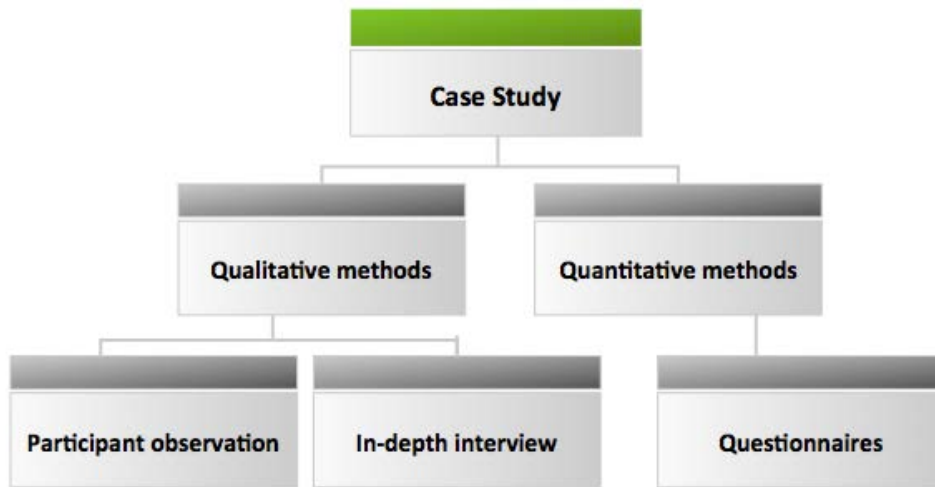 Case Study
Qualitative methods
Quantitative methods
Participant observation
In-depth interview
Questionnaires